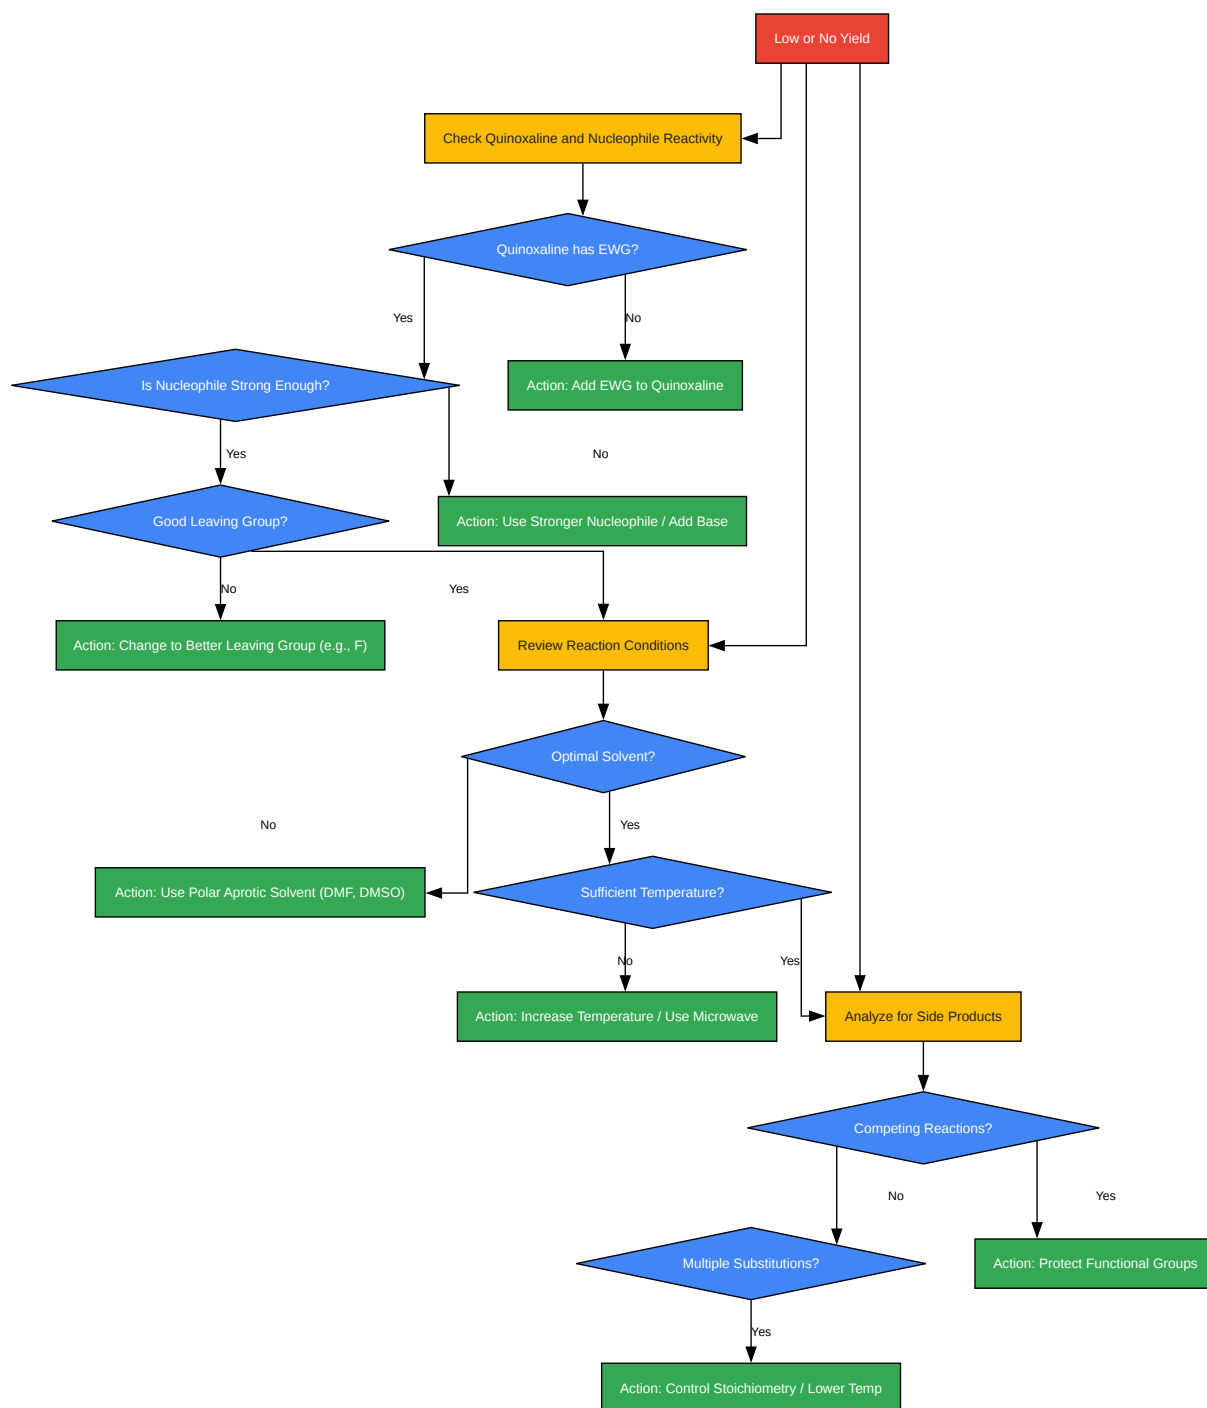 Low or No Yield
Check Quinoxaline and Nucleophile Reactivity
Quinoxaline has EWG?
Yes
No
Is Nucleophile Strong Enough?
Action: Add EWG to Quinoxaline
Yes
No
Good Leaving Group?
Action: Use Stronger Nucleophile / Add Base
No
Yes
Action: Change to Better Leaving Group (e.g., F)
Review Reaction Conditions
Optimal Solvent?
No
Yes
Action: Use Polar Aprotic Solvent (DMF, DMSO)
Sufficient Temperature?
No
Yes
Action: Increase Temperature / Use Microwave
Analyze for Side Products
Competing Reactions?
No
Yes
Multiple Substitutions?
Action: Protect Functional Groups
Yes
Action: Control Stoichiometry / Lower Temp